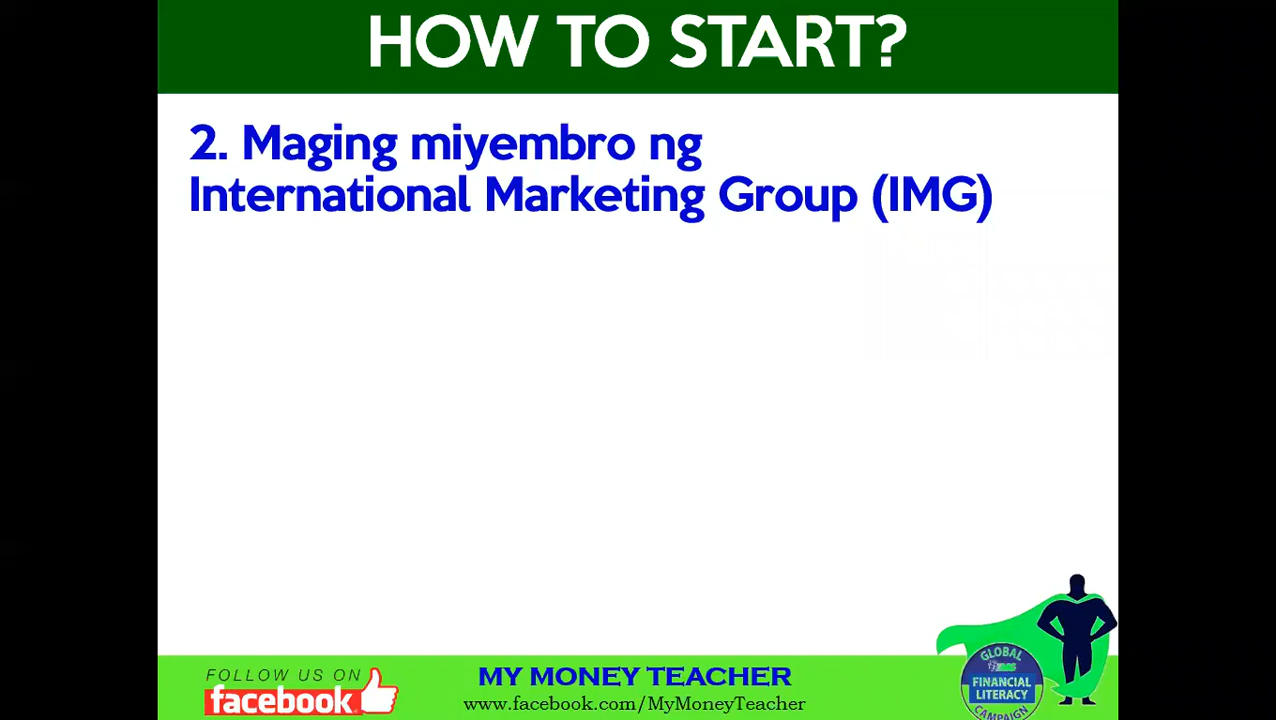 HOW TO START?
2. Maging miyembro ng
International Marketing Group (IMG)
FOLLOW US ON
facebook
MY MONEY TEACHER
www.facebook.com/MyMoneyTeacher
GLOBAL
FINANCIAL
LITERACY
CAMPAIGN